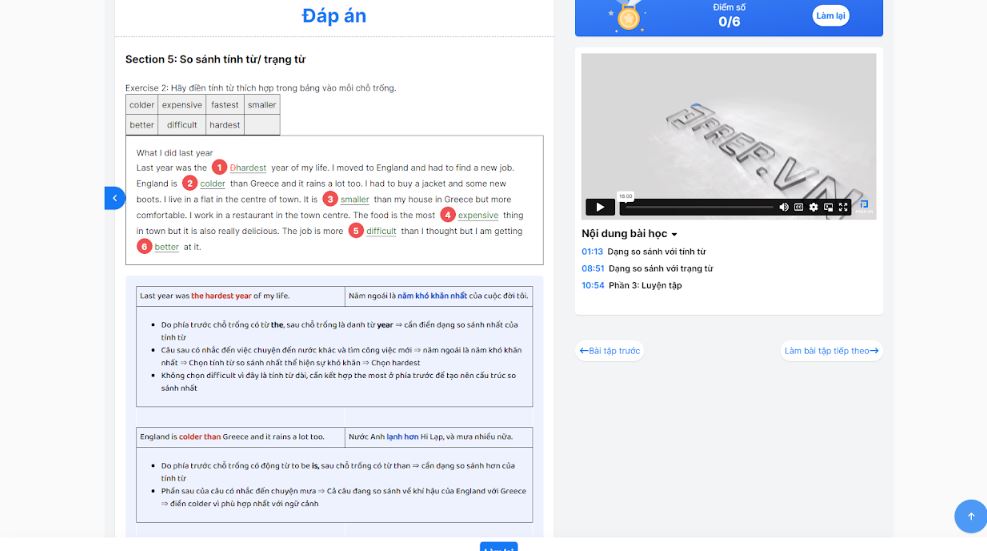 Đáp án
Section 5: So sánh tính từ/ trạng từ
Exercise 2: Hãy điền tính từ thích hợp trong bảng vào mỗi chỗ trống.
colder expensive fastest smaller
better difficult hardest
What I did last year
Last year was the 1 Đhardest year of my life. I moved to England and had to find a new job.
England is 2 colder than Greece and it rains a lot too. I had to buy a jacket and some new
boots. I live in a flat in the centre of town. It is 3 smaller than my house in Greece but more
comfortable. I work in a restaurant in the town centre. The food is the most 4 expensive thing
in town but it is also really delicious. The job is more 5 difficult than I thought but I am getting
6 better at it.
Last year was the hardest year of my life. Năm ngoái là năm khó khăn nhất của cuộc đời tôi.
Do phía trước chỗ trống có từ the, sau chỗ trống là danh từ year ⇒ cần điền dạng so sánh nhất của
tính từ
Câu sau có nhắc đến việc chuyển đến nước khác và tìm công việc mới ⇒ năm ngoái là năm khó khăn
nhất ⇒ Chọn tính từ so sánh nhất thể hiện sự khó khăn ⇒ Chọn hardest
Không chọn difficult vì đây là tính từ dài, cần kết hợp the most ở phía trước để tạo nên cấu trúc so
sánh nhất
England is colder than Greece and it rains a lot too. Nước Anh lạnh hơn Hi Lạp, và mưa nhiều nữa.
Do phía trước chỗ trống có động từ to be is, sau chỗ trống có từ than ⇒ cần dạng so sánh hơn của
tính từ
Phần sau của câu có nhắc đến chuyện mưa ⇒ Cả câu đang so sánh về khí hậu của England với Greece
⇒ điền colder vì phù hợp nhất với ngữ cảnh
Điểm số
0/6
Làm lại
PREP.VN
10:00
Nội dung bài học
01:13 Dạng so sánh với tính từ
08:51 Dạng so sánh với trạng từ
10:54 Phần 3: Luyện tập
←Bài tập trước
Làm bài tập tiếp theo→